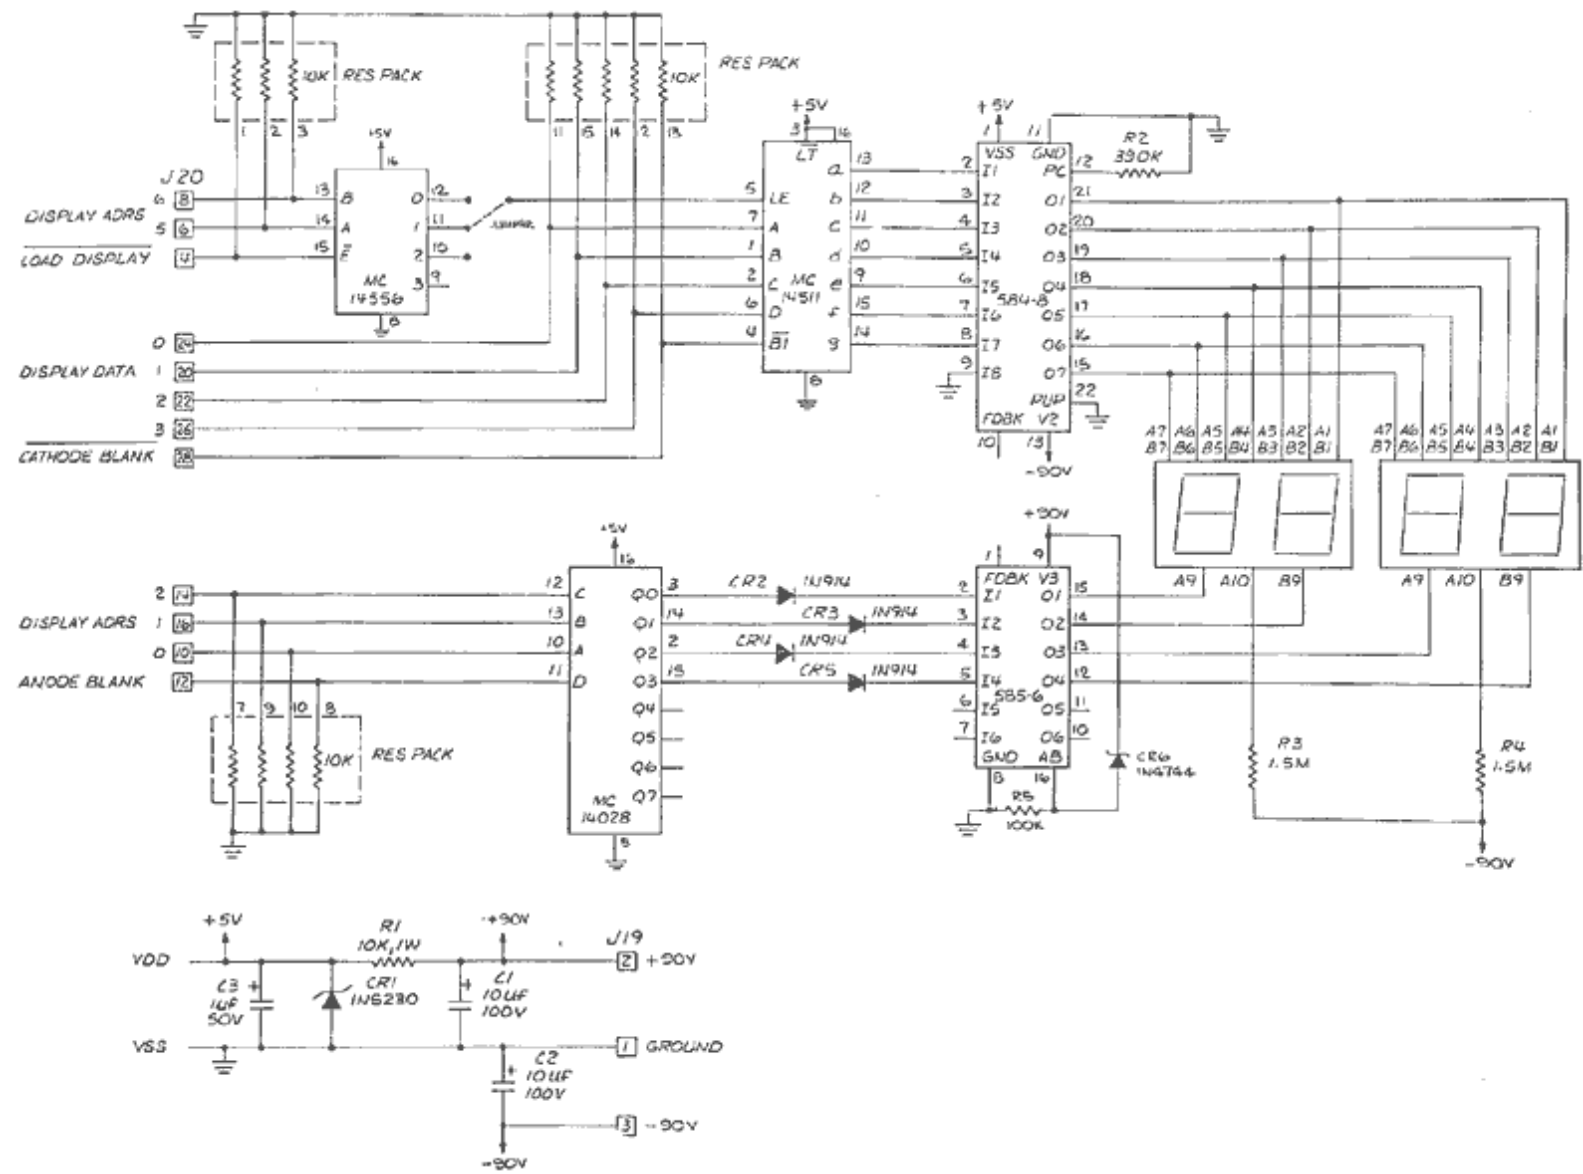 10K RES PACK
10K RES PACK
1 2 3
11 15 14 2 13
+5V
16
J20
DISPLAY ADRS
6 8
5 6
LOAD DISPLAY 4
13 B 0 12
14 A 1 11
15 E 2 10
3 9
MC
14556
8
JUMPER
DISPLAY DATA
0 24
1 20
2 22
3 26
CATHODE BLANK 28
+5V
3 16
LT
5 LE
7 A
1 B
2 C
6 D
4 BI
a 13
b 12
c 11
d 10
e 9
f 15
g 14
MC
14511
8
+5V
1 11
VSS GND
2 I1
3 I2
4 I3
5 I4
6 I5
7 I6
8 I7
9 I8
584-8
PC 12
O1 21
O2 20
O3 19
O4 18
O5 17
O6 16
O7 15
PUP 22
FDBK V2
10 13
-90V
R2
390K
A7 A6 A5 A4 A3 A2 A1
B7 B6 B5 B4 B3 B2 B1
A7 A6 A5 A4 A3 A2 A1
B7 B6 B5 B4 B3 B2 B1
A9 A10 B9
A9 A10 B9
DISPLAY ADRS
2 14
1 16
0 10
ANODE BLANK 12
7 9 10 8
10K RES PACK
+5V
16
12 C
13 B
10 A
11 D
Q0 3
Q1 14
Q2 2
Q3 15
Q4
Q5
Q6
Q7
MC
14028
8
CR2 IN914
CR3 IN914
CR4 IN914
CR5 IN914
+90V
1 9
FDBK V3
2 I1 O1 15
3 I2 O2 14
4 I3 O3 13
5 I4 O4 12
585-6
6 I5 O5 11
7 I6 O6 10
GND AB
8 16
R5
100K
CR6
IN4764
R3
1.5M
R4
1.5M
-90V
+5V
R1
10K, 1W
+90V
J19
VDD
2 +90V
C3
1UF
50V
+
CR1
IN5230
+
C1
10UF
100V
VSS
1 GROUND
C2
+ 10UF
100V
3 -90V
-90V